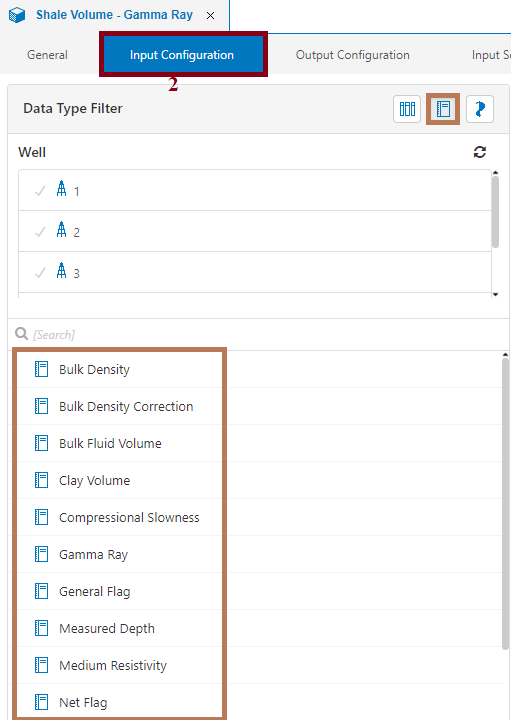 Shale Volume - Gamma Ray ×
General Input Configuration Output Configuration Input Se
2
Data Type Filter
Well
1
2
3
[Search]
Bulk Density
Bulk Density Correction
Bulk Fluid Volume
Clay Volume
Compressional Slowness
Gamma Ray
General Flag
Measured Depth
Medium Resistivity
Net Flag